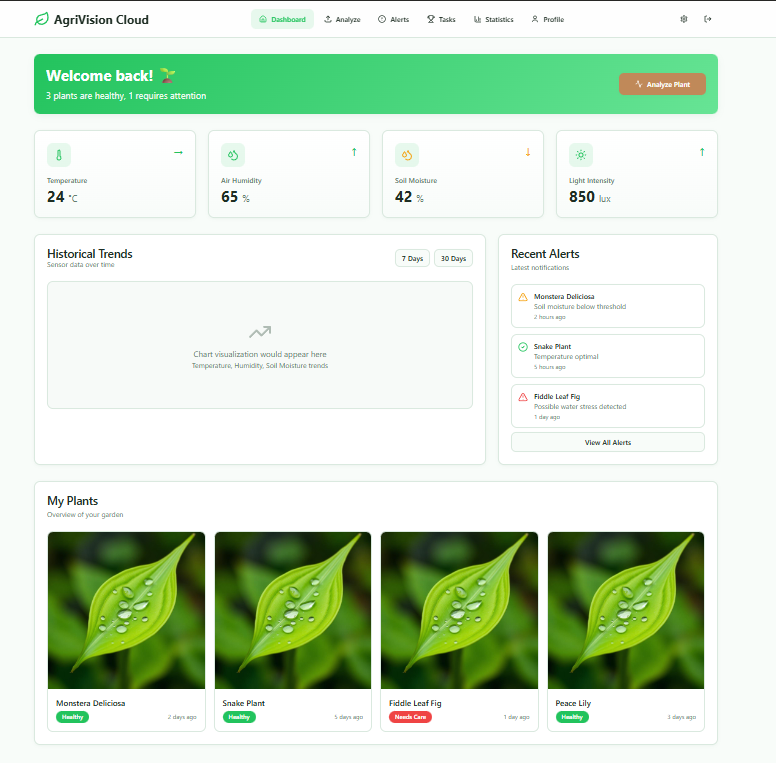 AgriVision Cloud
Dashboard
Analyze
Alerts
Tasks
Statistics
Profile
Welcome back! 🌱
3 plants are healthy, 1 requires attention
Analyze Plant
Temperature
24 °C
Air Humidity
65 %
Soil Moisture
42 %
Light Intensity
850 lux
Historical Trends
Sensor data over time
7 Days
30 Days
Chart visualization would appear here
Temperature, Humidity, Soil Moisture trends
Recent Alerts
Latest notifications
Monstera Deliciosa
Soil moisture below threshold
2 hours ago
Snake Plant
Temperature optimal
5 hours ago
Fiddle Leaf Fig
Possible water stress detected
1 day ago
View All Alerts
My Plants
Overview of your garden
Monstera Deliciosa
Healthy
2 days ago
Snake Plant
Healthy
5 days ago
Fiddle Leaf Fig
Needs Care
1 day ago
Peace Lily
Healthy
3 days ago